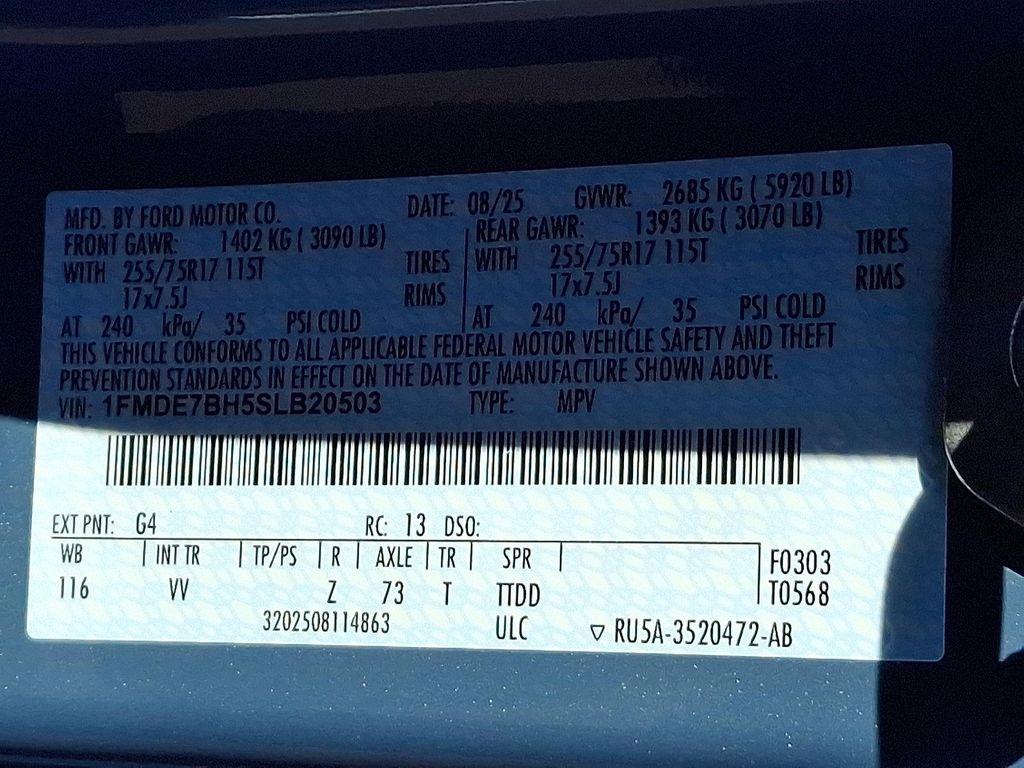 MFD. BY FORD MOTOR CO. DATE: 08/25 GVWR: 2685 KG ( 5920 LB)
FRONT GAWR: 1402 KG ( 3090 LB) REAR GAWR: 1393 KG ( 3070 LB)
WITH 255/75R17 115T TIRES WITH 255/75R17 115T TIRES
17x7.5J RIMS 17x7.5J RIMS
AT 240 kPa/ 35 PSI COLD AT 240 kPa/ 35 PSI COLD
THIS VEHICLE CONFORMS TO ALL APPLICABLE FEDERAL MOTOR VEHICLE SAFETY AND THEFT
PREVENTION STANDARDS IN EFFECT ON THE DATE OF MANUFACTURE SHOWN ABOVE.
VIN: 1FMDE7BH5SLB20503 TYPE: MPV
EXT PNT: G4 RC: 13 DSO:
WB INT TR TP/PS R AXLE TR SPR F0303
116 VV Z 73 T TTDD T0568
3202508114863 ULC ▽ RU5A-3520472-AB